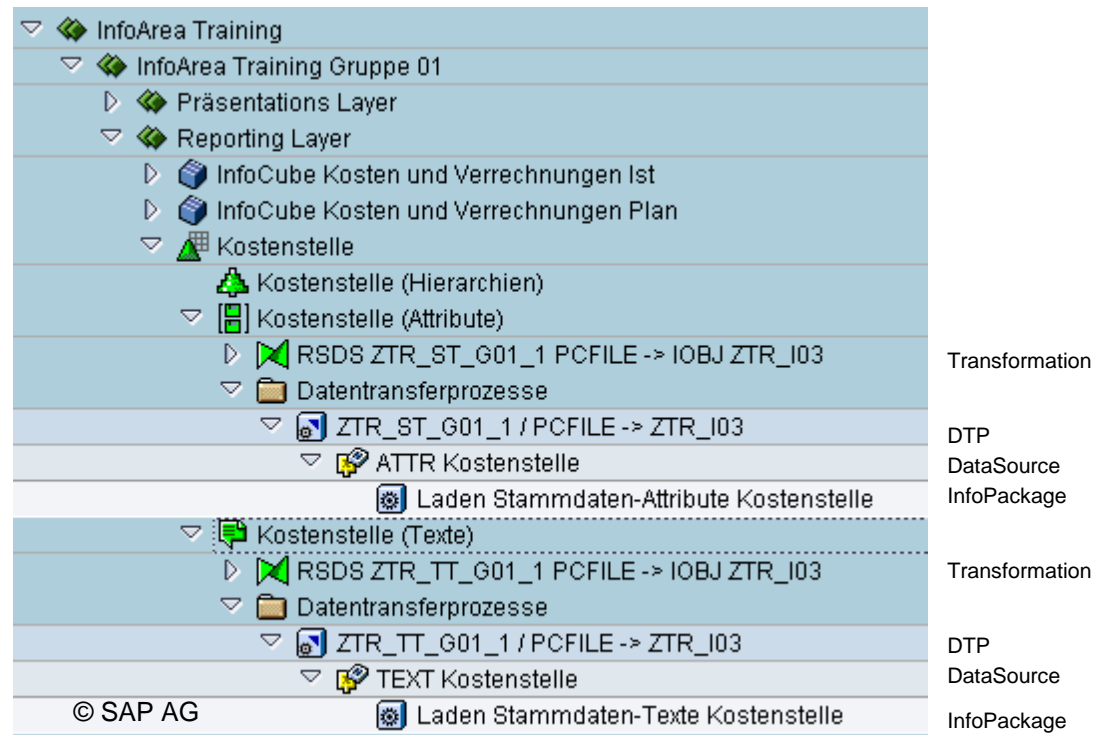 InfoArea Training
InfoArea Training Gruppe 01
Präsentations Layer
Reporting Layer
InfoCube Kosten und Verrechnungen Ist
InfoCube Kosten und Verrechnungen Plan
Kostenstelle
Kostenstelle (Hierarchien)
Kostenstelle (Attribute)
RSDS ZTR_ST_G01_1 PCFILE -> IOBJ ZTR_I03 Transformation
Datentransferprozesse
ZTR_ST_G01_1 / PCFILE -> ZTR_I03 DTP
ATTR Kostenstelle DataSource
Laden Stammdaten-Attribute Kostenstelle InfoPackage
Kostenstelle (Texte)
RSDS ZTR_TT_G01_1 PCFILE -> IOBJ ZTR_I03 Transformation
Datentransferprozesse
ZTR_TT_G01_1 / PCFILE -> ZTR_I03 DTP
TEXT Kostenstelle DataSource
© SAP AG Laden Stammdaten-Texte Kostenstelle InfoPackage